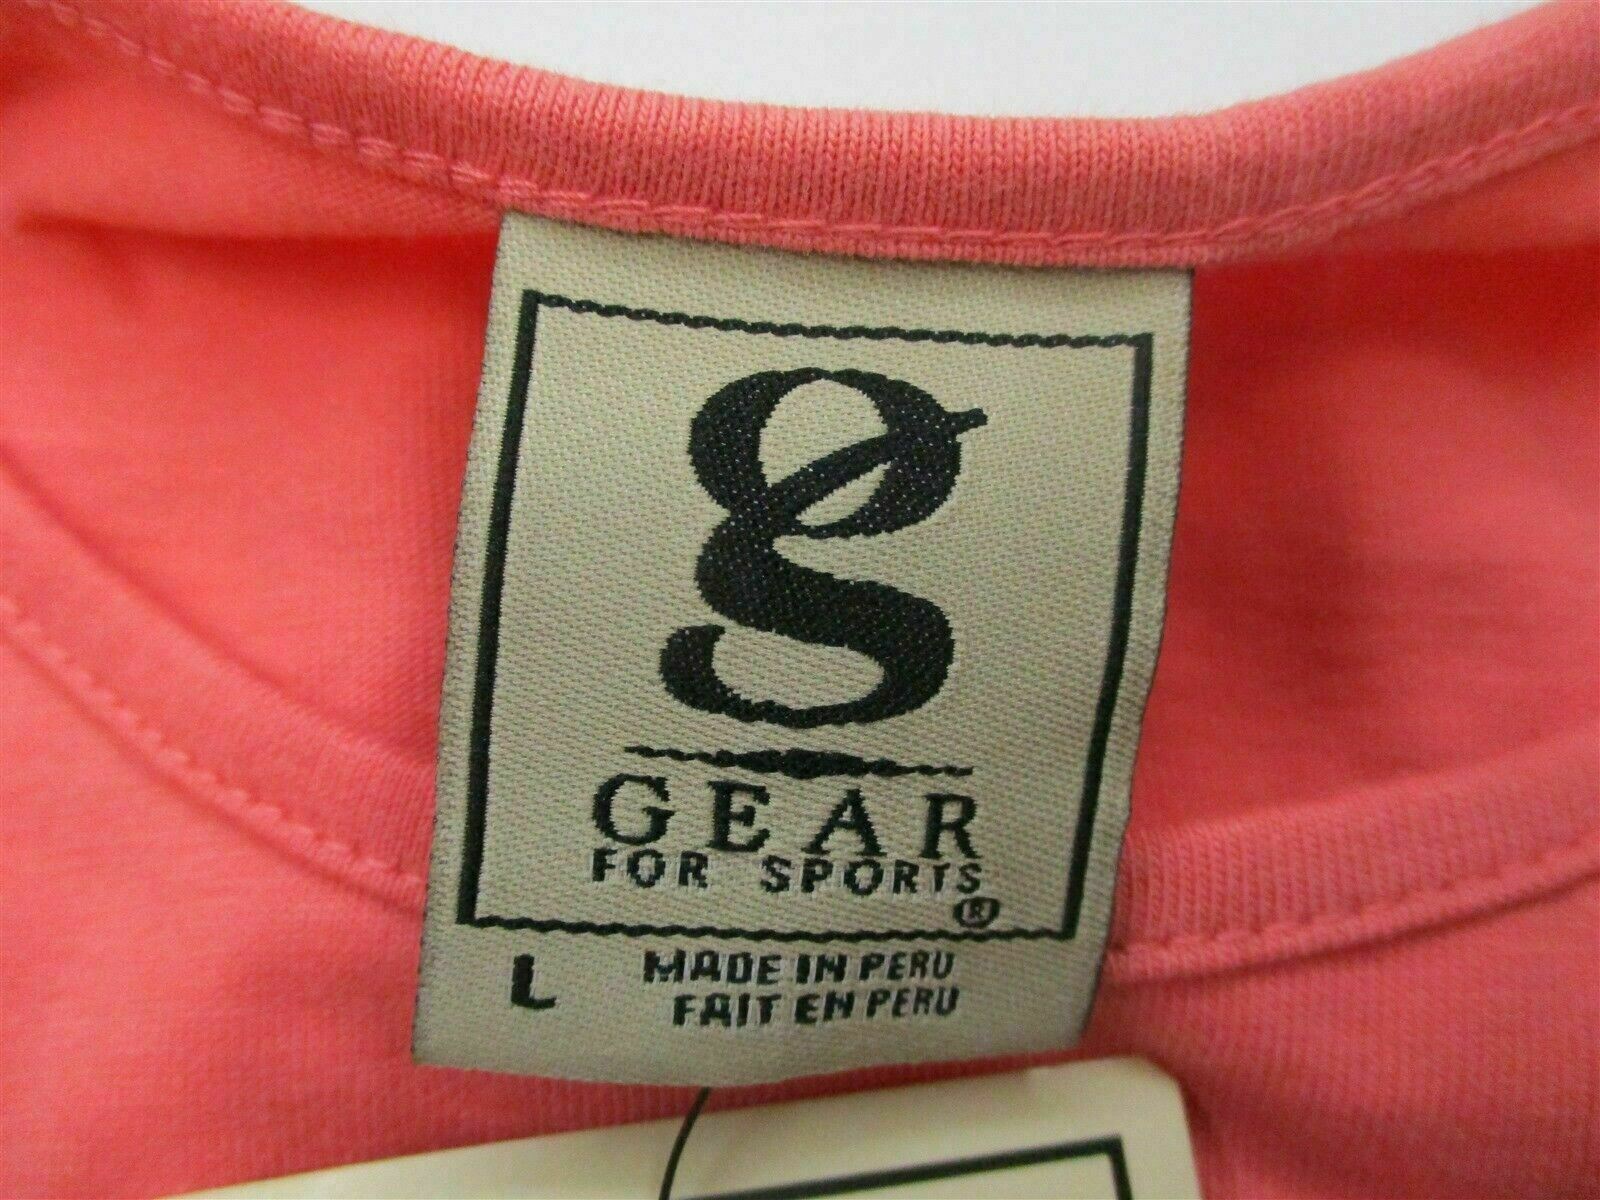 GEAR
FOR SPORTS
®
L MADE IN PERU
FAIT EN PERU